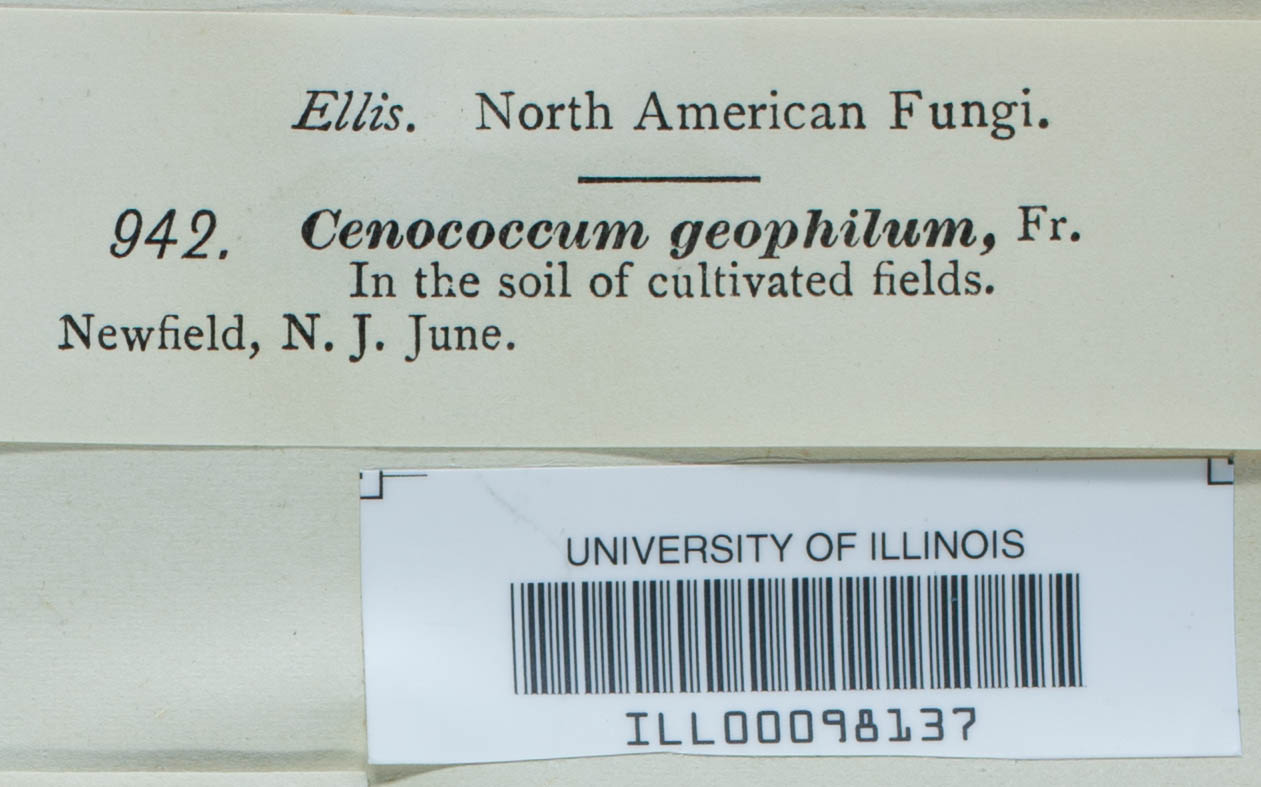 Ellis. North American Fungi.
942. Cenococcum geophilum, Fr.
In the soil of cultivated fields.
Newfield, N. J. June.
UNIVERSITY OF ILLINOIS
ILL00098137